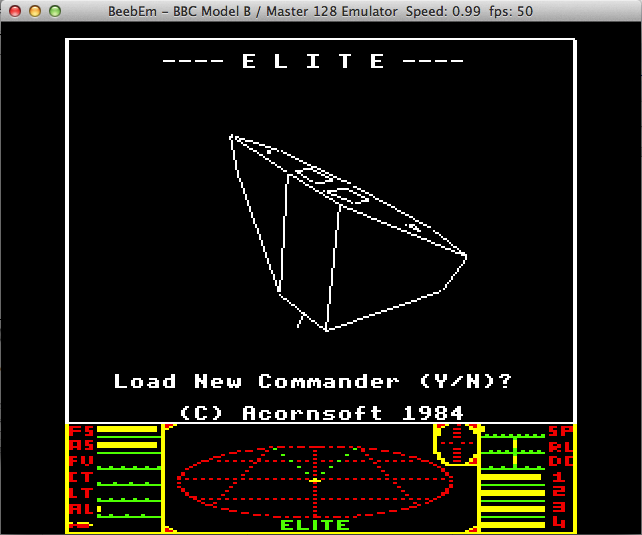 BeebEm – BBC Model B / Master 128 Emulator Speed: 0.99 fps: 50
---- E L I T E ----
Load New Commander (Y/N)?
(C) Acornsoft 1984
FS
AS
FU
CT
LT
AL
SP
RL
DC
1
2
3
4
ELITE